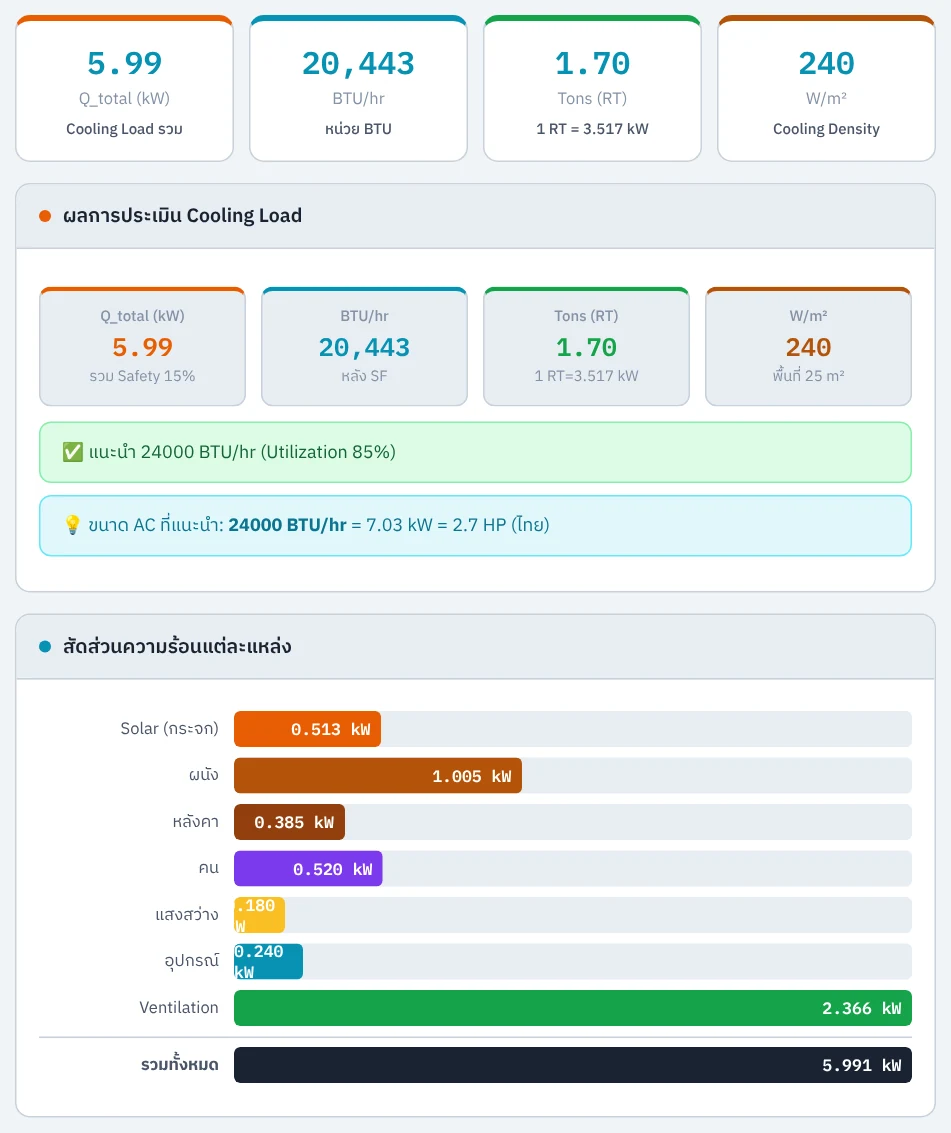 5.99
Q_total (kW)
Cooling Load รวม
20,443
BTU/hr
หน่วย BTU
1.70
Tons (RT)
1 RT = 3.517 kW
240
W/m²
Cooling Density
ผลการประเมิน Cooling Load
Q_total (kW)
5.99
รวม Safety 15%
BTU/hr
20,443
หลัง SF
Tons (RT)
1.70
1 RT=3.517 kW
W/m²
240
พื้นที่ 25 m²
✅ แนะนำ 24000 BTU/hr (Utilization 85%)
💡 ขนาด AC ที่แนะนำ: 24000 BTU/hr = 7.03 kW = 2.7 HP (ไทย)
สัดส่วนความร้อนแต่ละแหล่ง
Solar (กระจก)
0.513 kW
ผนัง
1.005 kW
หลังคา
0.385 kW
คน
0.520 kW
แสงสว่าง
.180
W
อุปกรณ์
0.240
kW
Ventilation
2.366 kW
รวมทั้งหมด
5.991 kW